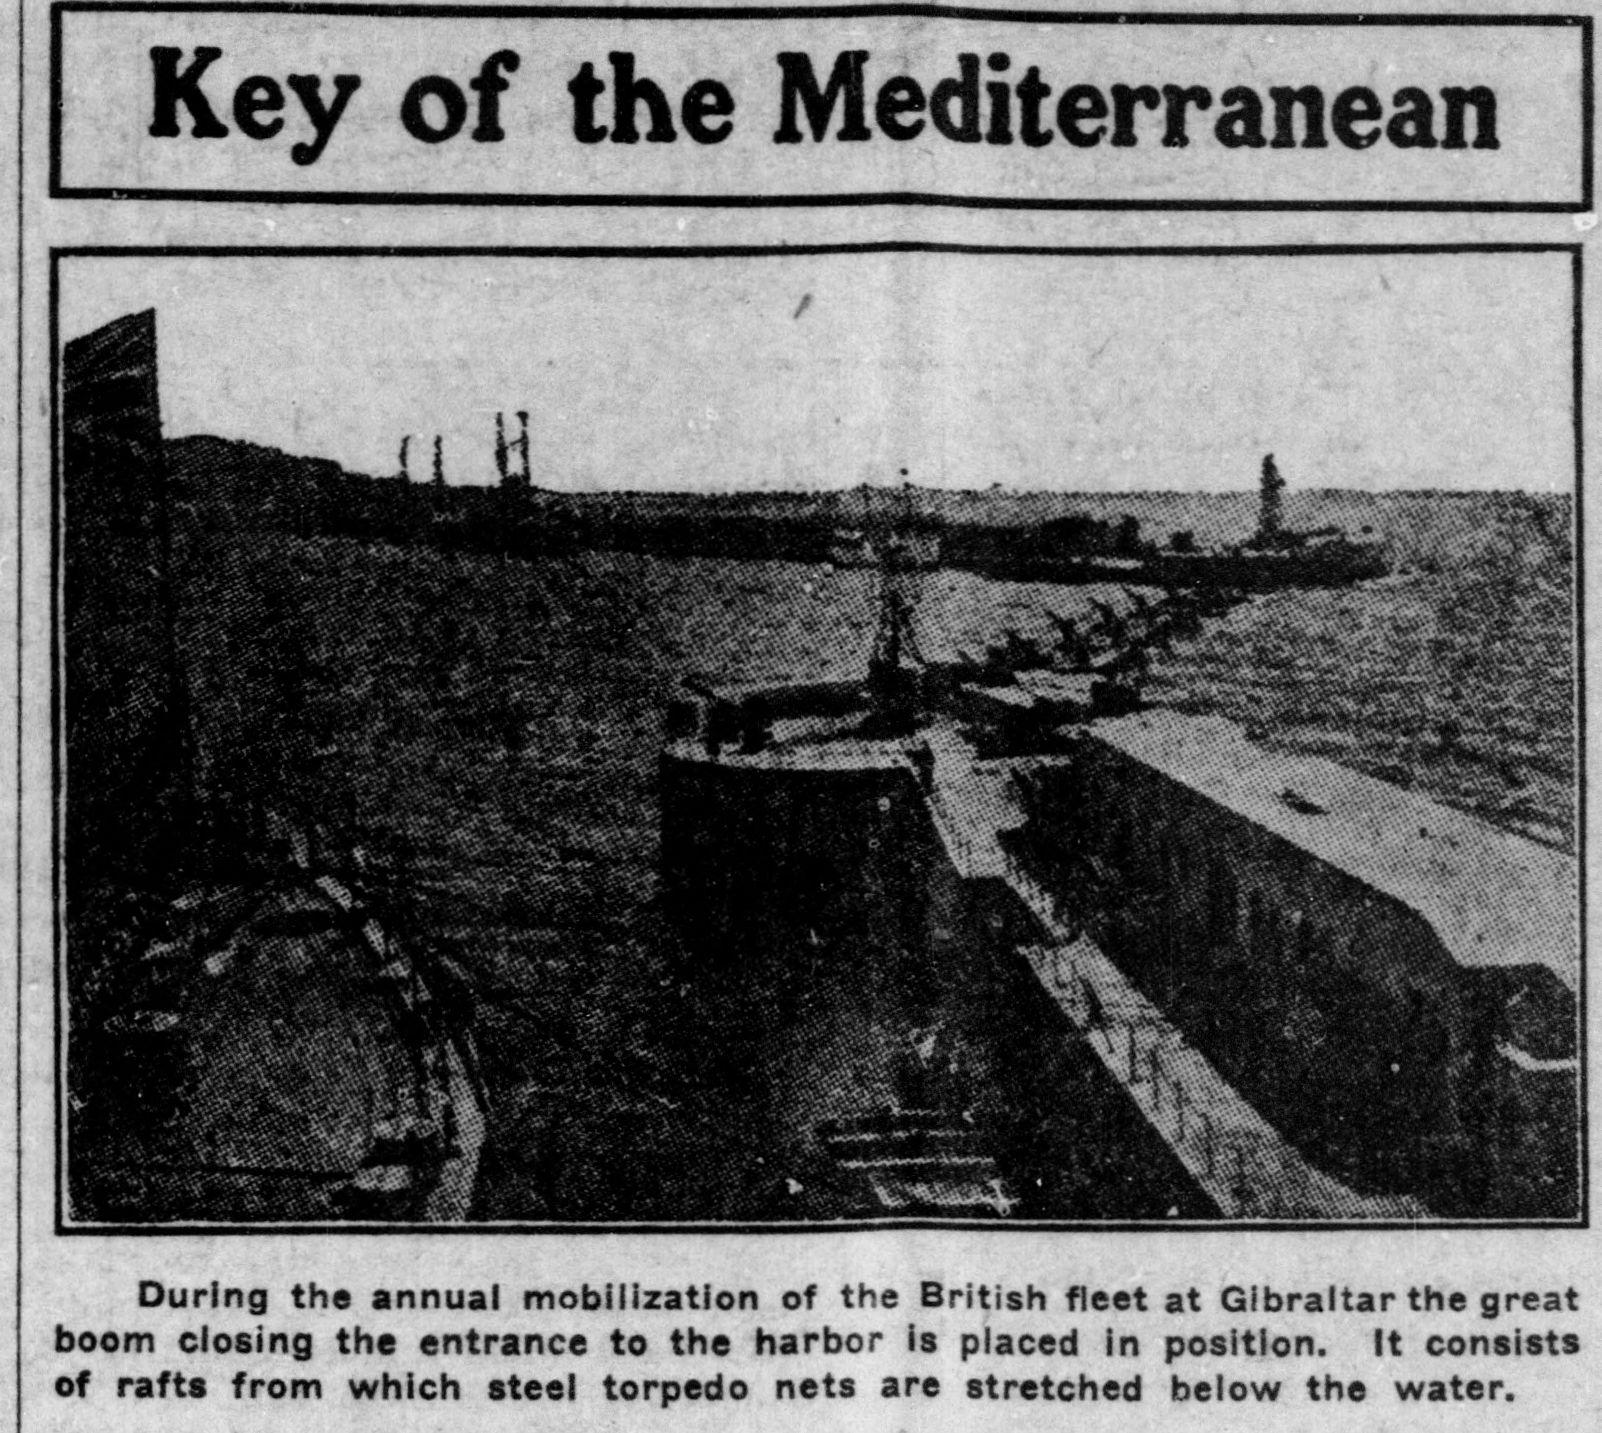 Key of the Mediterranean
During the annual mobilization of the British fleet at Gibraltar the great
boom closing the entrance to the harbor is placed in position. It consists
of rafts from which steel torpedo nets are stretched below the water.